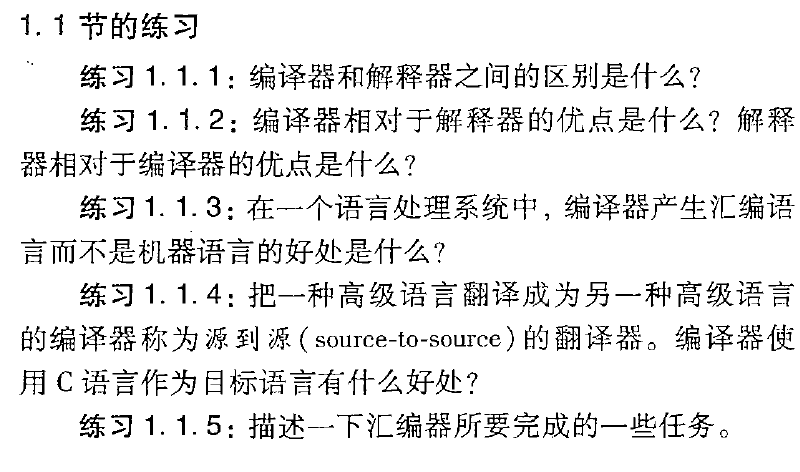 1.1 节的练习
练习 1.1.1：编译器和解释器之间的区别是什么？
练习 1.1.2：编译器相对于解释器的优点是什么？解释
器相对于编译器的优点是什么？
练习 1.1.3：在一个语言处理系统中，编译器产生汇编语
言而不是机器语言的好处是什么？
练习 1.1.4：把一种高级语言翻译成为另一种高级语言
的编译器称为源到源（source-to-source）的翻译器。编译器使
用 C 语言作为目标语言有什么好处？
练习 1.1.5：描述一下汇编器所要完成的一些任务。